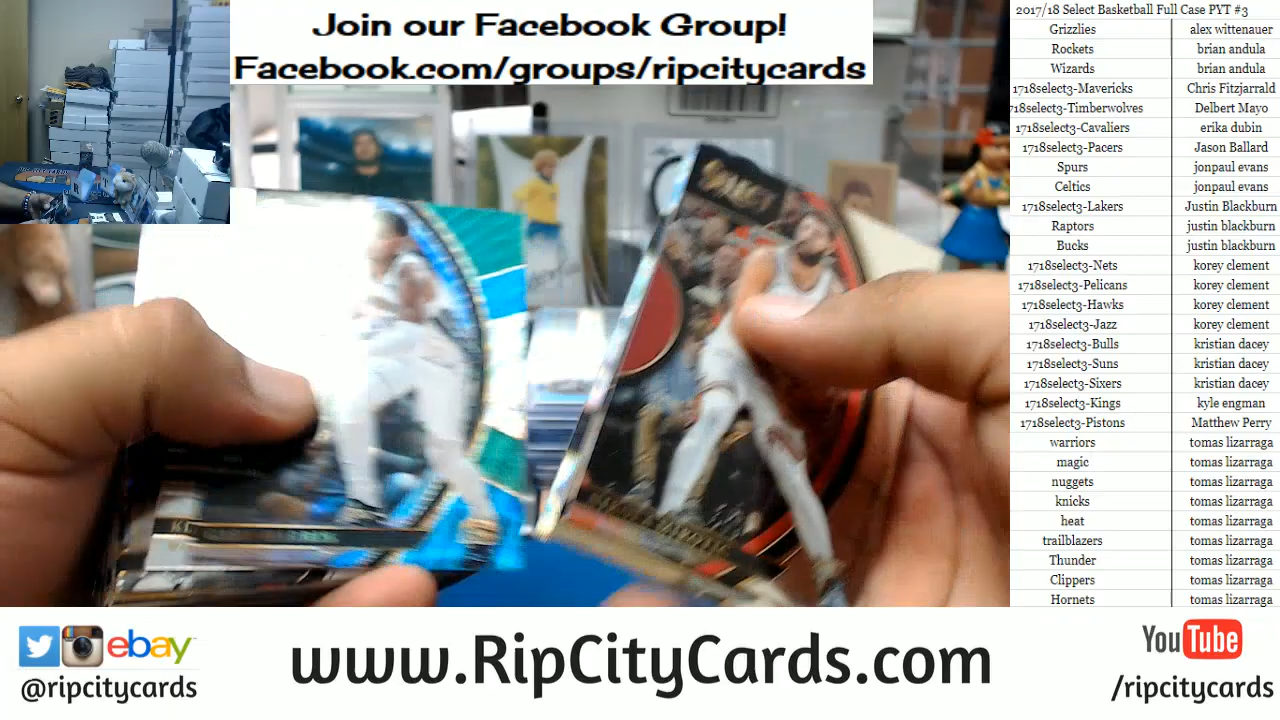 Join our Facebook Group!
Facebook.com/groups/ripcitycards
2017/18 Select Basketball Full Case PYT #3
Grizzlies alex wittenauer
Rockets brian andula
Wizards brian andula
1718select3-Mavericks Chris Fitzjarrald
718select3-Timberwolves Delbert Mayo
1718select3-Cavaliers erika dubin
1718select3-Pacers Jason Ballard
Spurs jonpaul evans
Celtics jonpaul evans
1718select3-Lakers Justin Blackburn
Raptors justin blackburn
Bucks justin blackburn
1718select3-Nets korey clement
1718select3-Pelicans korey clement
1718select3-Hawks korey clement
1718select3-Jazz korey clement
1718select3-Bulls kristian dacey
1718select3-Suns kristian dacey
1718select3-Sixers kristian dacey
1718select3-Kings kyle engman
1718select3-Pistons Matthew Perry
warriors tomas lizarraga
magic tomas lizarraga
nuggets tomas lizarraga
knicks tomas lizarraga
heat tomas lizarraga
trailblazers tomas lizarraga
Thunder tomas lizarraga
Clippers tomas lizarraga
Hornets tomas lizarraga
SELECT
ebay
@ripcitycards
www.RipCityCards.com
YouTube
/ripcitycards